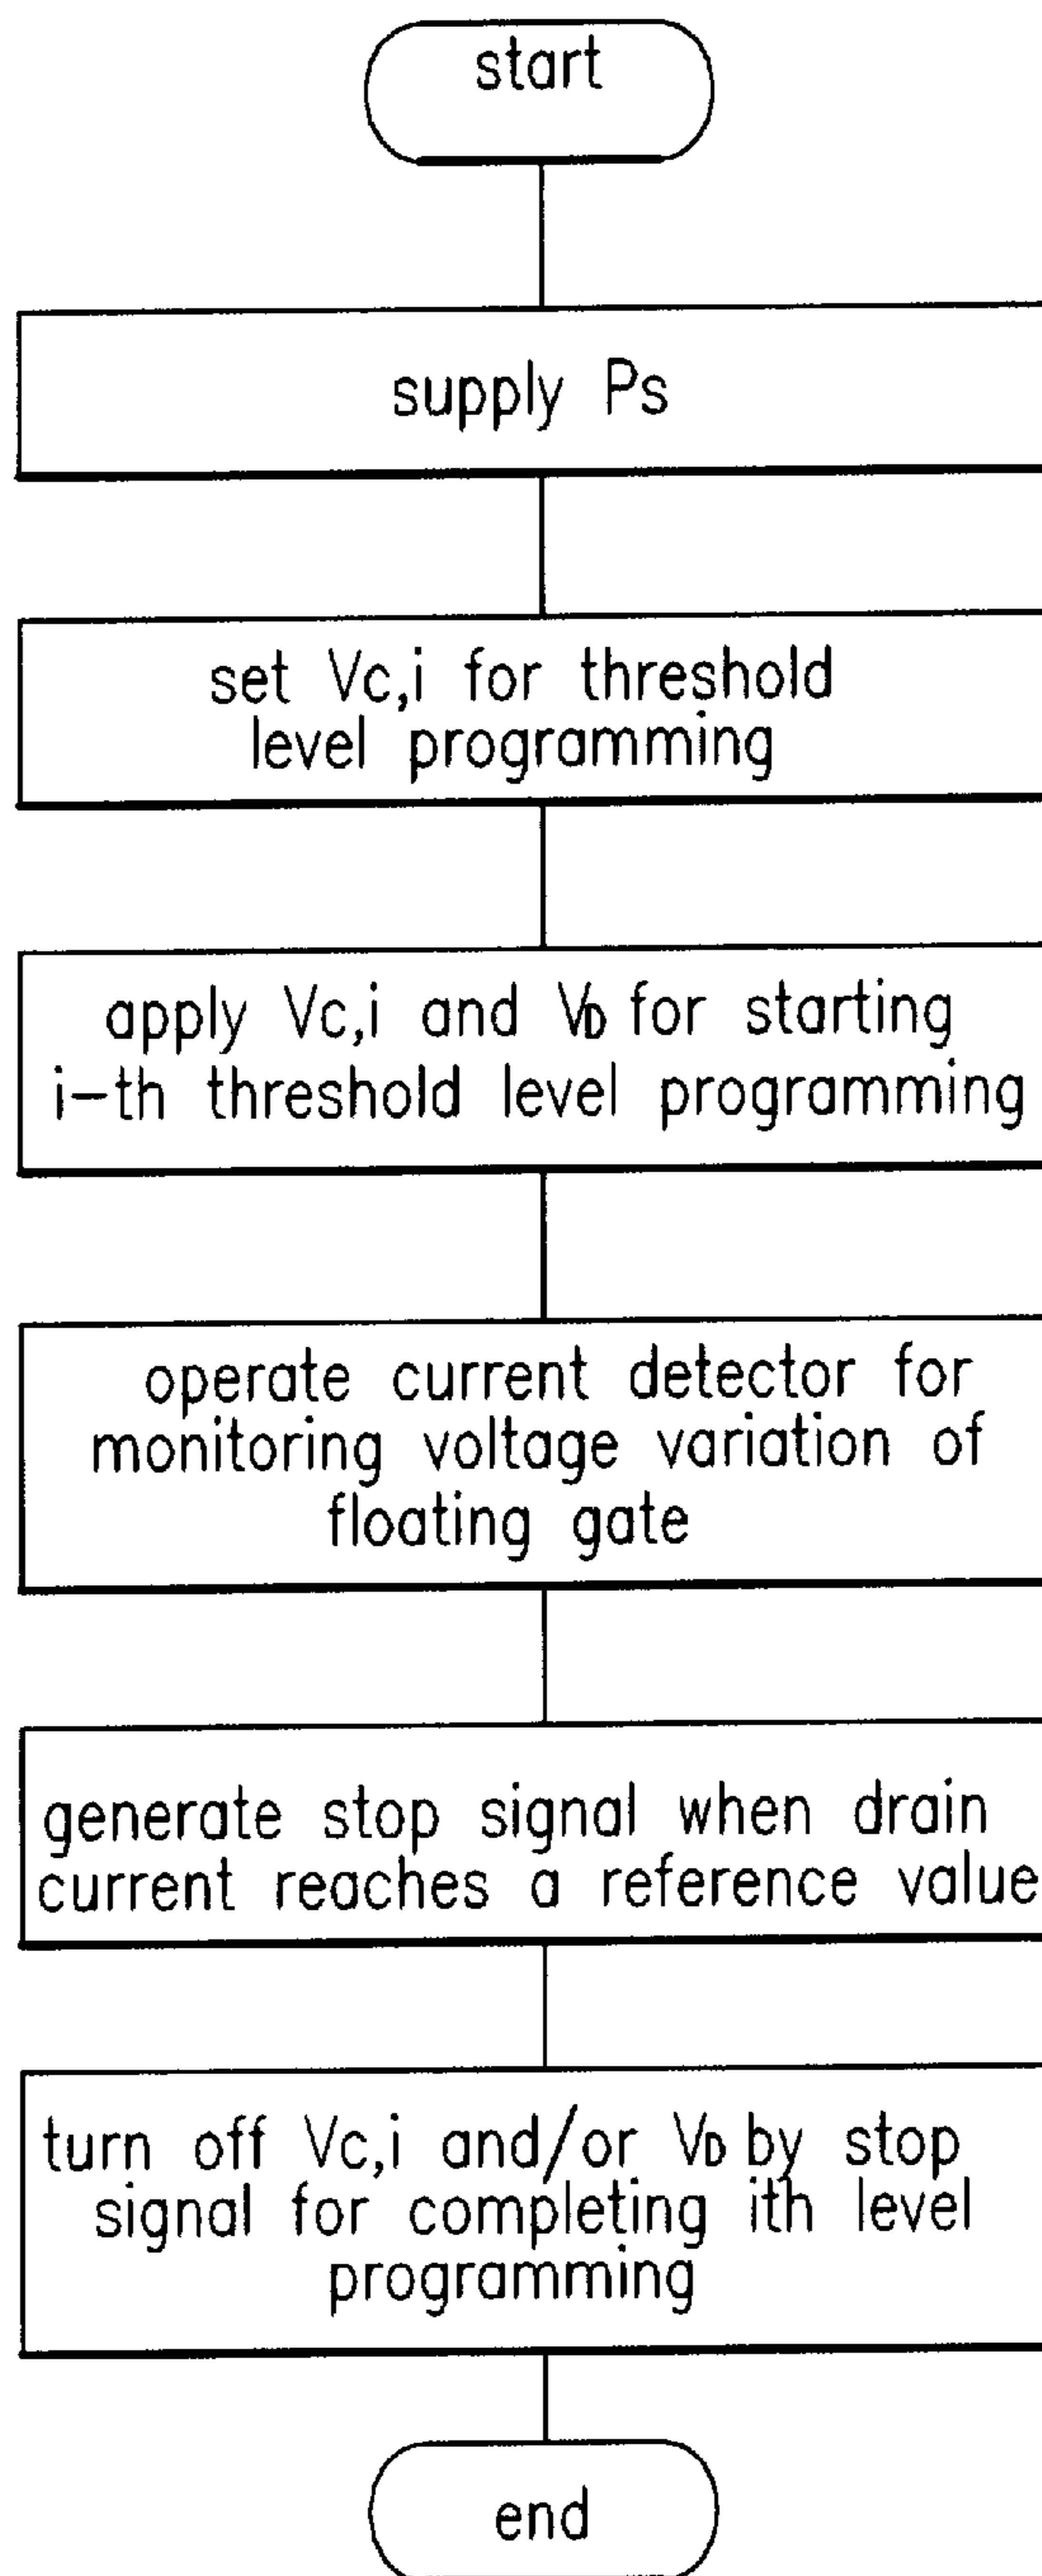 start
supply Ps
set Vc,i for threshold
level programming
apply Vc,i and VD for starting
i-th threshold level programming
operate current detector for
monitoring voltage variation of
floating gate
generate stop signal when drain
current reaches a reference value
turn off Vc,i and/or VD by stop
signal for completing ith level
programming
end